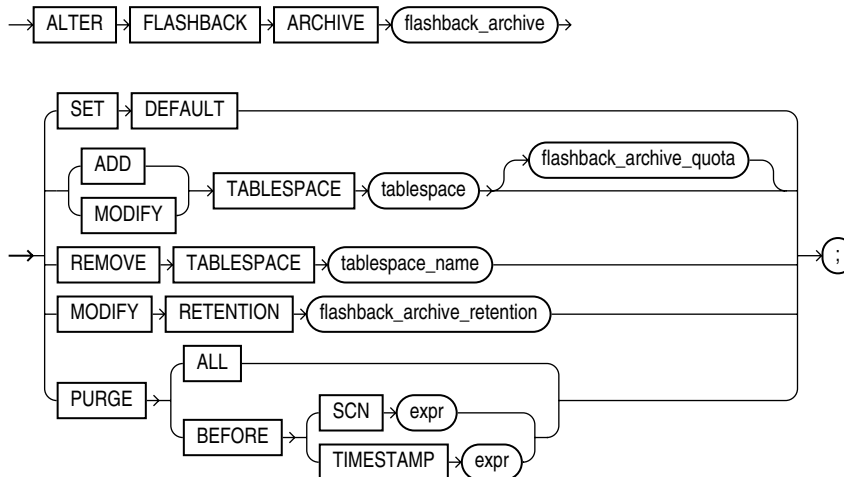 ALTER FLASHBACK ARCHIVE flashback_archive
SET DEFAULT
flashback_archive_quota
ADD
TABLESPACE tablespace
MODIFY
REMOVE TABLESPACE tablespace_name
;
MODIFY RETENTION flashback_archive_retention
ALL
PURGE
SCN expr
BEFORE
TIMESTAMP expr